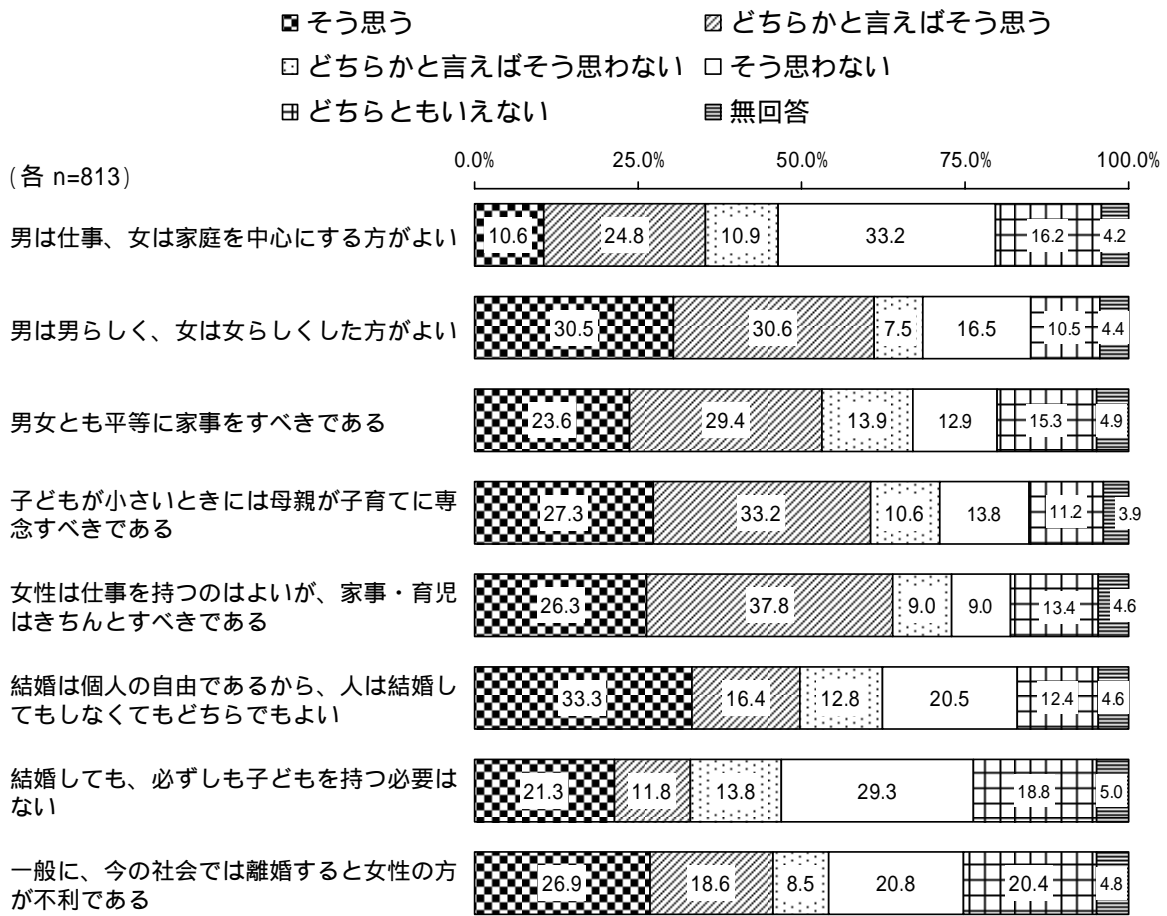 そう思う どちらかと言えばそう思う
どちらかと言えばそう思わない そう思わない
どちらともいえない 無回答
(各 n=813)
0.0% 25.0% 50.0% 75.0% 100.0%
男は仕事、女は家庭を中心にする方がよい 10.6 24.8 10.9 33.2 16.2 4.2
男は男らしく、女は女らしくした方がよい 30.5 30.6 7.5 16.5 10.5 4.4
男女とも平等に家事をすべきである 23.6 29.4 13.9 12.9 15.3 4.9
子どもが小さいときには母親が子育てに専
念すべきである
27.3 33.2 10.6 13.8 11.2 3.9
女性は仕事を持つのはよいが、家事・育児
はきちんとすべきである
26.3 37.8 9.0 9.0 13.4 4.6
結婚は個人の自由であるから、人は結婚し
てもしなくてもどちらでもよい
33.3 16.4 12.8 20.5 12.4 4.6
結婚しても、必ずしも子どもを持つ必要は
ない
21.3 11.8 13.8 29.3 18.8 5.0
一般に、今の社会では離婚すると女性の方
が不利である
26.9 18.6 8.5 20.8 20.4 4.8